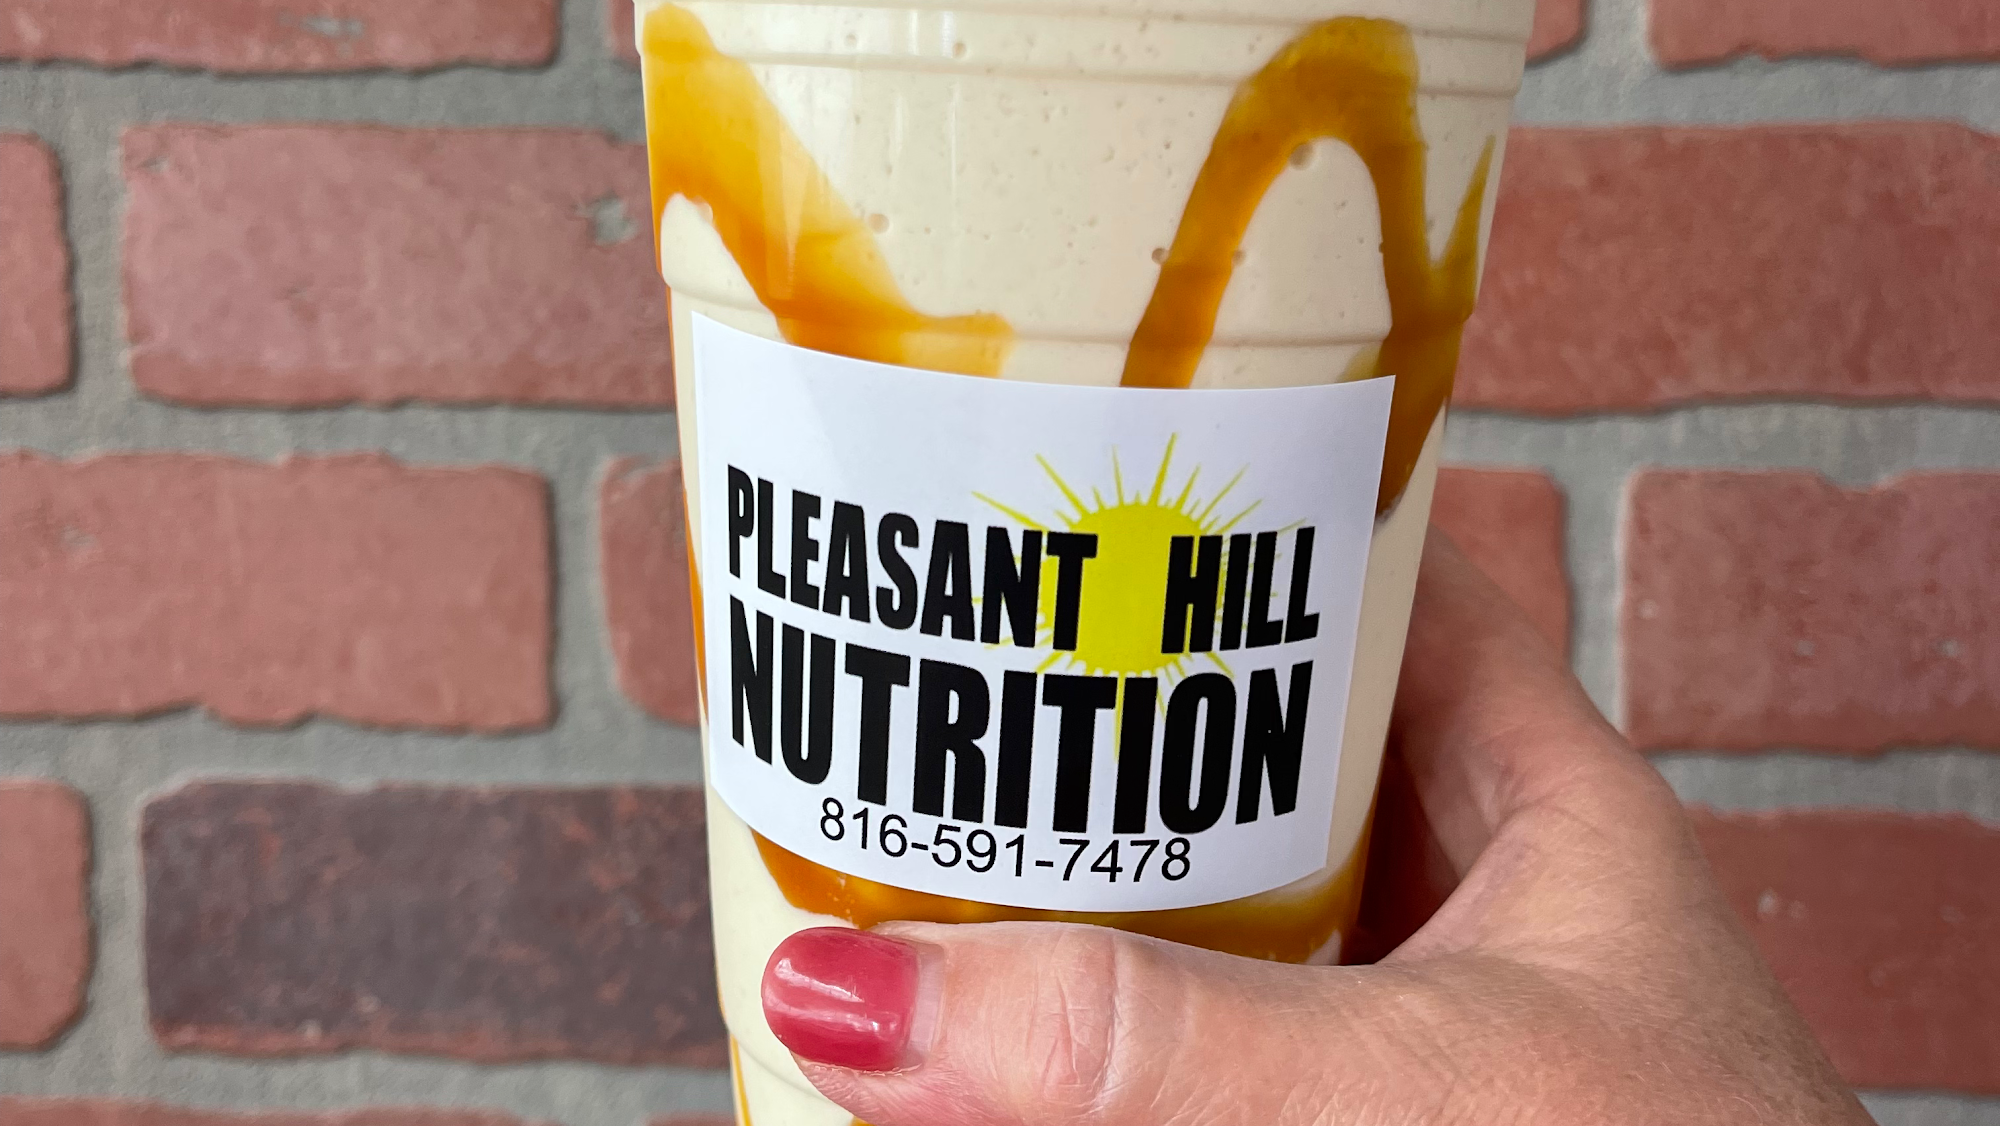 PLEASANT HILL
NUTRITION
816-591-7478